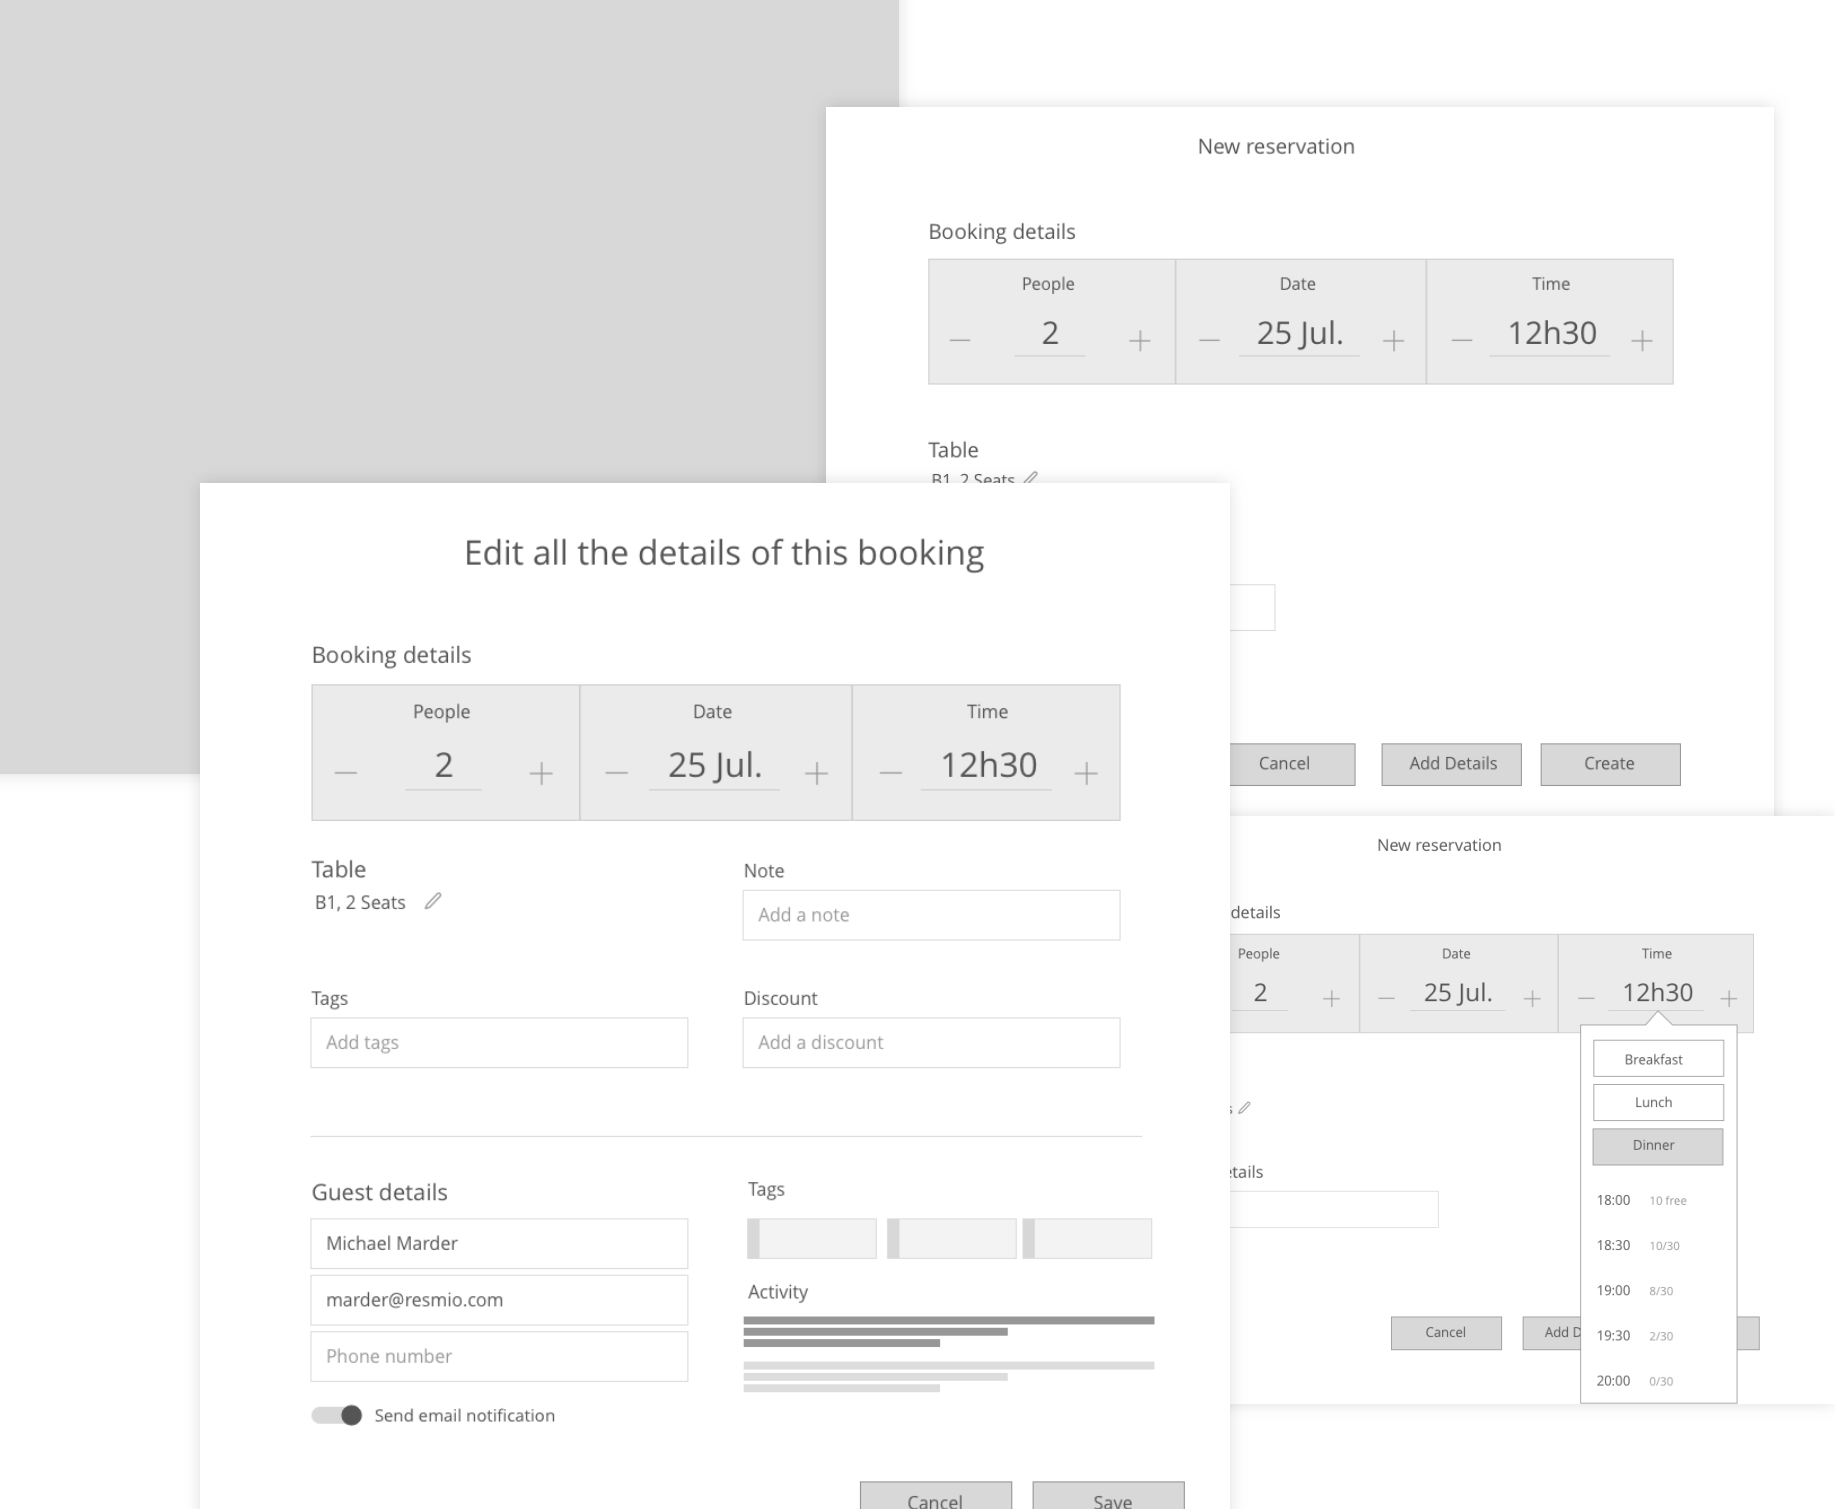 New reservation
Booking details
People Date Time
2 25 Jul. 12h30
Table
B1, 2 Seats
Cancel Add Details Create
Edit all the details of this booking
Booking details
People Date Time
2 25 Jul. 12h30
Table
B1, 2 Seats
Note
Add a note
Tags
Add tags
Discount
Add a discount
Guest details
Michael Marder
marder@resmio.com
Phone number
Send email notification
Tags
Activity
Cancel Save
New reservation
details
People Date Time
2 25 Jul. 12h30
Breakfast
Lunch
Dinner
18:00 10 free
18:30 10/30
19:00 8/30
19:30 2/30
20:00 0/30
etails
Cancel Add D